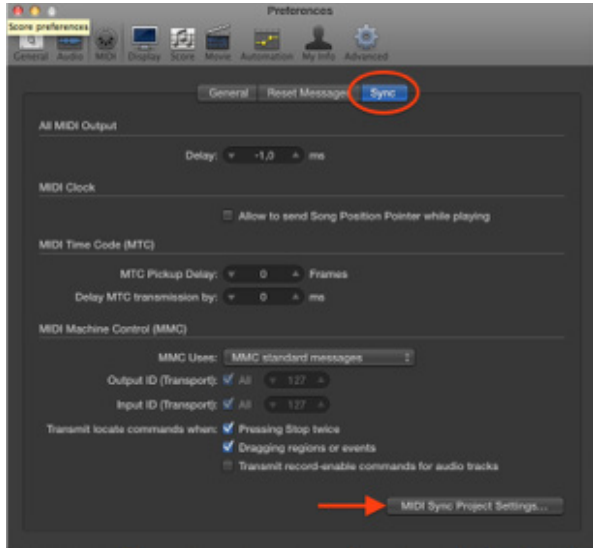 Preferences
Score preferences
General Audio MIDI Display Score Movie Automation My Info Advanced
General Reset Messages Sync
All MIDI Output
Delay: -1,0 ms
MIDI Clock
Allow to send Song Position Pointer while playing
MIDI Time Code (MTC)
MTC Pickup Delay: 0 Frames
Delay MTC transmission by: 0 ms
MIDI Machine Control (MMC)
MMC Uses: MMC standard messages
Output ID (Transport): All 127
Input ID (Transport): All 127
Transmit locate commands when: Pressing Stop twice
Dragging regions or events
Transmit record-enable commands for audio tracks
MIDI Sync Project Settings...